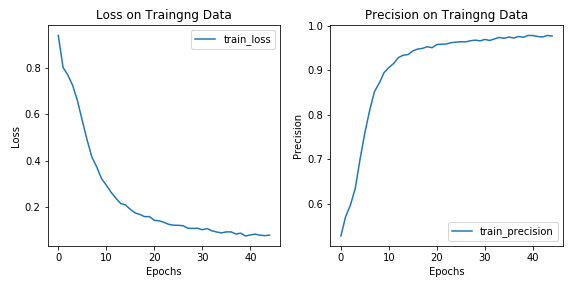 Loss on Traingng Data
train_loss
0.8
0.6
0.4
0.2
Loss
0 10 20 30 40
Epochs
Precision on Traingng Data
1.0
0.9
0.8
0.7
0.6
Precision
train_precision
0 10 20 30 40
Epochs